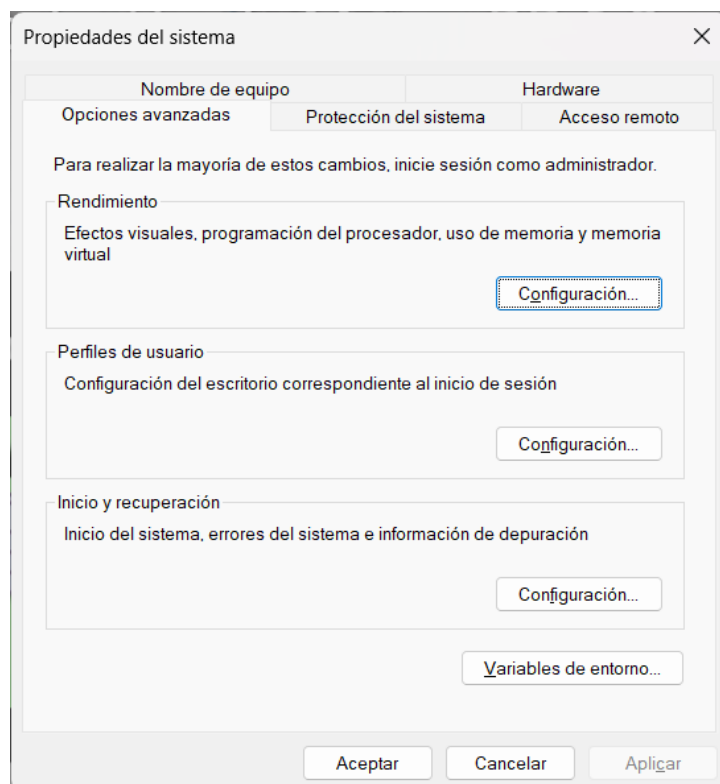 Propiedades del sistema
Nombre de equipo
Hardware
Opciones avanzadas
Protección del sistema
Acceso remoto
Para realizar la mayoría de estos cambios, inicie sesión como administrador.
Rendimiento
Efectos visuales, programación del procesador, uso de memoria y memoria
virtual
Configuración...
Perfiles de usuario
Configuración del escritorio correspondiente al inicio de sesión
Configuración...
Inicio y recuperación
Inicio del sistema, errores del sistema e información de depuración
Configuración...
Variables de entorno...
Aceptar
Cancelar
Aplicar